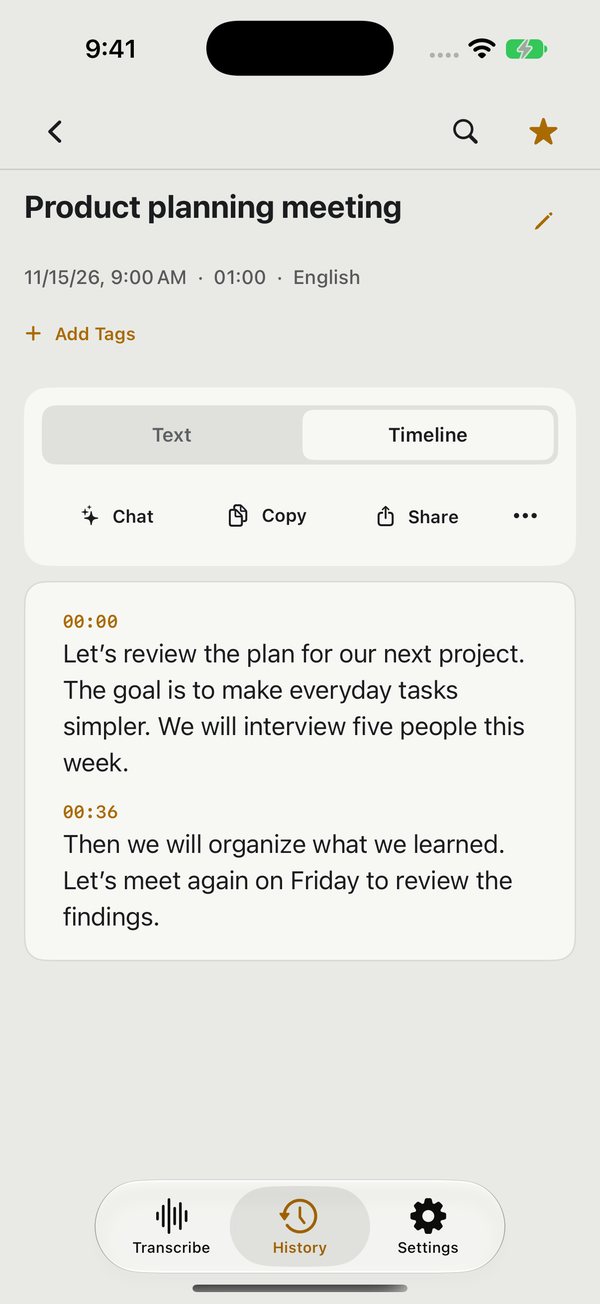 9:41
Product planning meeting
11/15/26, 9:00 AM · 01:00 · English
+ Add Tags
Text
Timeline
Chat
Copy
Share
00:00
Let’s review the plan for our next project.
The goal is to make everyday tasks
simpler. We will interview five people this
week.
00:36
Then we will organize what we learned.
Let’s meet again on Friday to review the
findings.
Transcribe
History
Settings